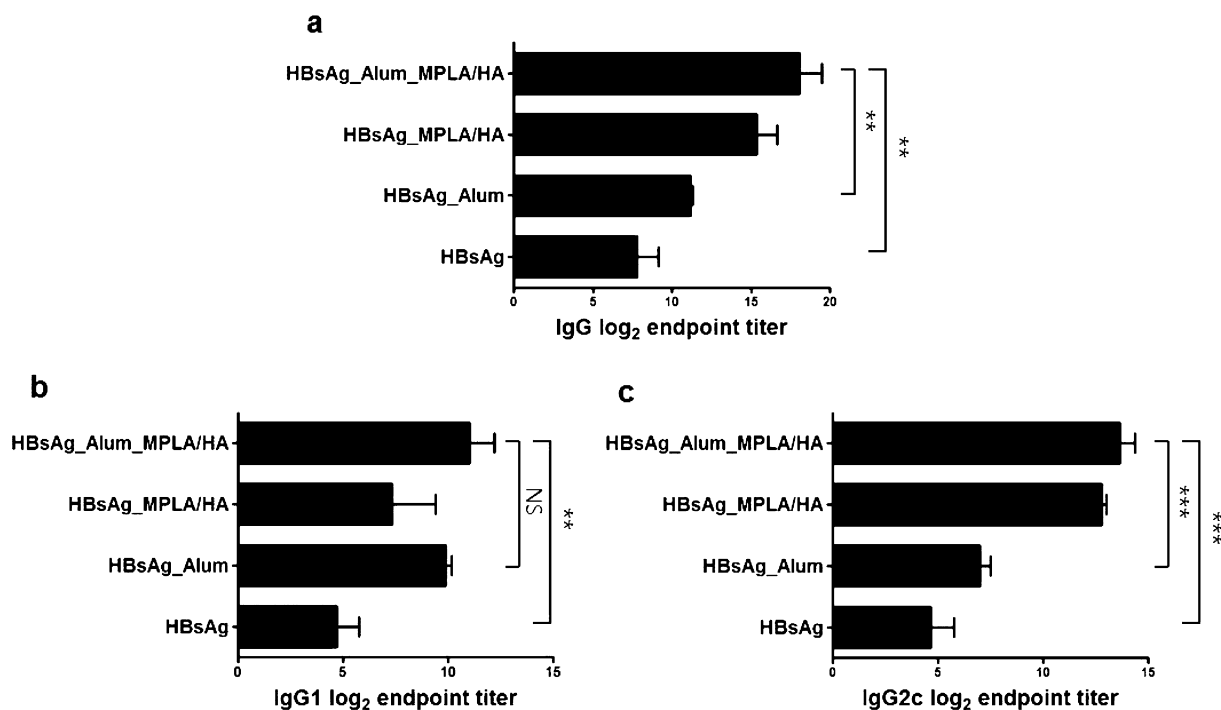 a
HBsAg_Alum_MPLA/HA
HBsAg_MPLA/HA
HBsAg_Alum
HBsAg
**
**
0 5 10 15 20
IgG log₂ endpoint titer
b
HBsAg_Alum_MPLA/HA
HBsAg_MPLA/HA
HBsAg_Alum
HBsAg
NS
**
0 5 10 15
IgG1 log₂ endpoint titer
c
HBsAg_Alum_MPLA/HA
HBsAg_MPLA/HA
HBsAg_Alum
HBsAg
***
***
0 5 10 15
IgG2c log₂ endpoint titer